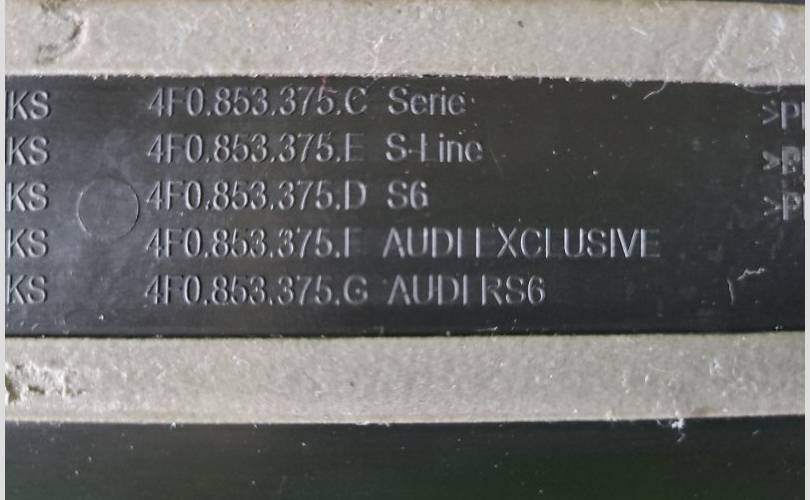 KS 4F0.853.375.C Serie >P
KS 4F0.853.375.E S-Line >P
KS 4F0.853.375.D S6 >P
KS 4F0.853.375.F AUDI EXCLUSIVE
KS 4F0.853.375.G AUDI RS6